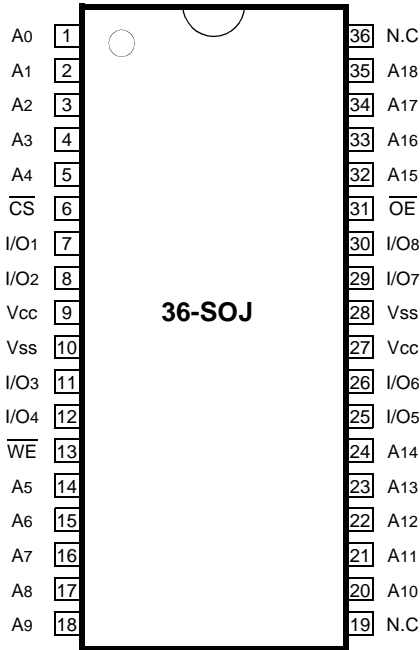 A0 1 36 N.C
A1 2 35 A18
A2 3 34 A17
A3 4 33 A16
A4 5 32 A15
C̅S̅ 6 31 O̅E̅
I/O1 7 30 I/O8
I/O2 8 29 I/O7
Vcc 9 36-SOJ 28 Vss
Vss 10 27 Vcc
I/O3 11 26 I/O6
I/O4 12 25 I/O5
W̅E̅ 13 24 A14
A5 14 23 A13
A6 15 22 A12
A7 16 21 A11
A8 17 20 A10
A9 18 19 N.C